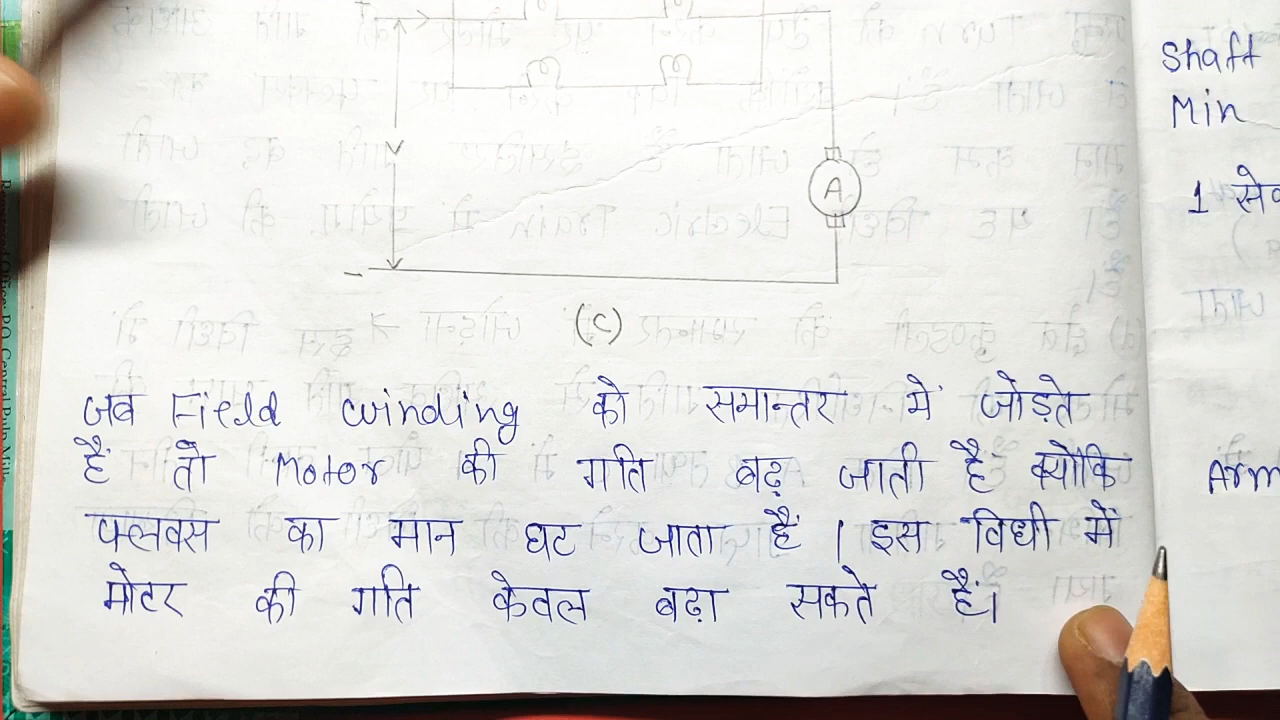 A
(C)
जब Field winding को समान्तर में जोड़ते
हैं तो Motor की गति बढ़ जाती है क्योकि
फ्लक्स का मान घट जाता है। इस विधी में
मोटर की गति केवल बढ़ा सकते हैं।
Shaft
Min
1
Arm